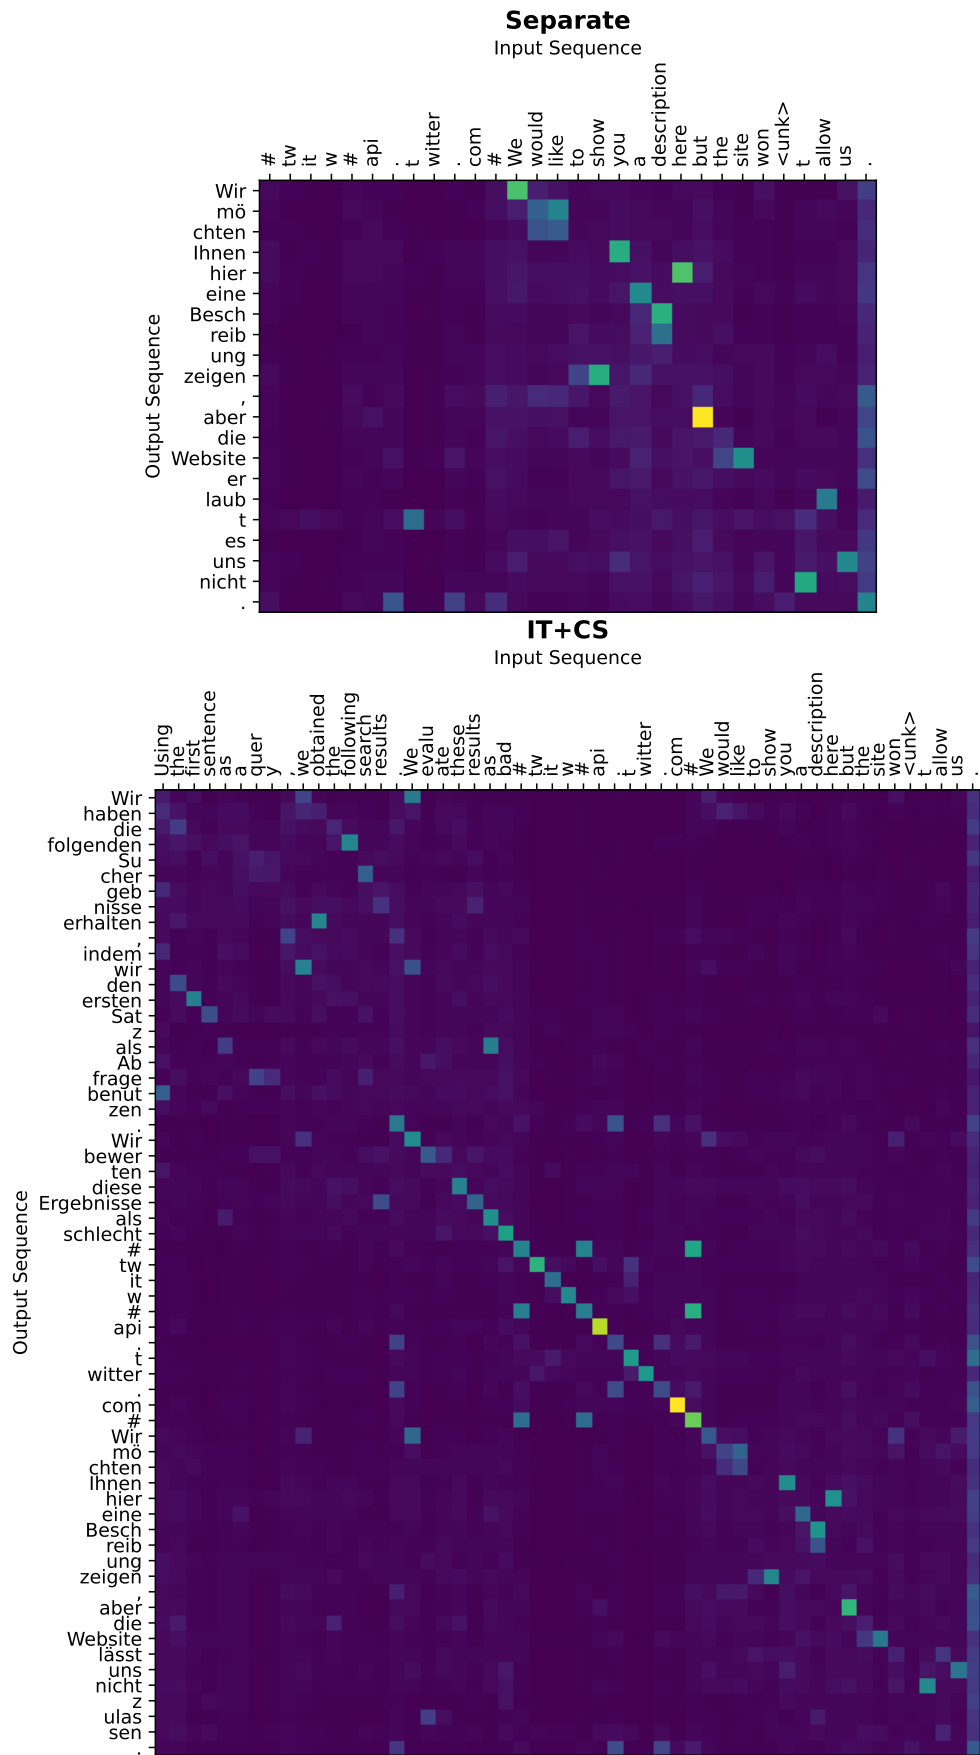 Separate
Input Sequence
# tw it w # api . t witter . com # We would like to show you a description here but the site won <unk> t allow us .
Output Sequence
Wir
mö
chten
Ihnen
hier
eine
Besch
reib
ung
zeigen
,
aber
die
Website
er
laub
t
es
uns
nicht
.
IT+CS
Input Sequence
Using the first sentence as a quer y , we obtained the following search results . We evalu ate these results as bad # tw it w # api . t witter . com # We would like to show you a description here but the site won <unk> t allow us .
Output Sequence
Wir
haben
die
folgenden
Su
cher
geb
nisse
erhalten
,
indem
wir
den
ersten
Sat
z
als
Ab
frage
benut
zen
.
Wir
bewer
ten
diese
Ergebnisse
als
schlecht
#
tw
it
w
#
api
.
t
witter
.
com
#
Wir
mö
chten
Ihnen
hier
eine
Besch
reib
ung
zeigen
,
aber
die
Website
lässt
uns
nicht
z
ulas
sen
.